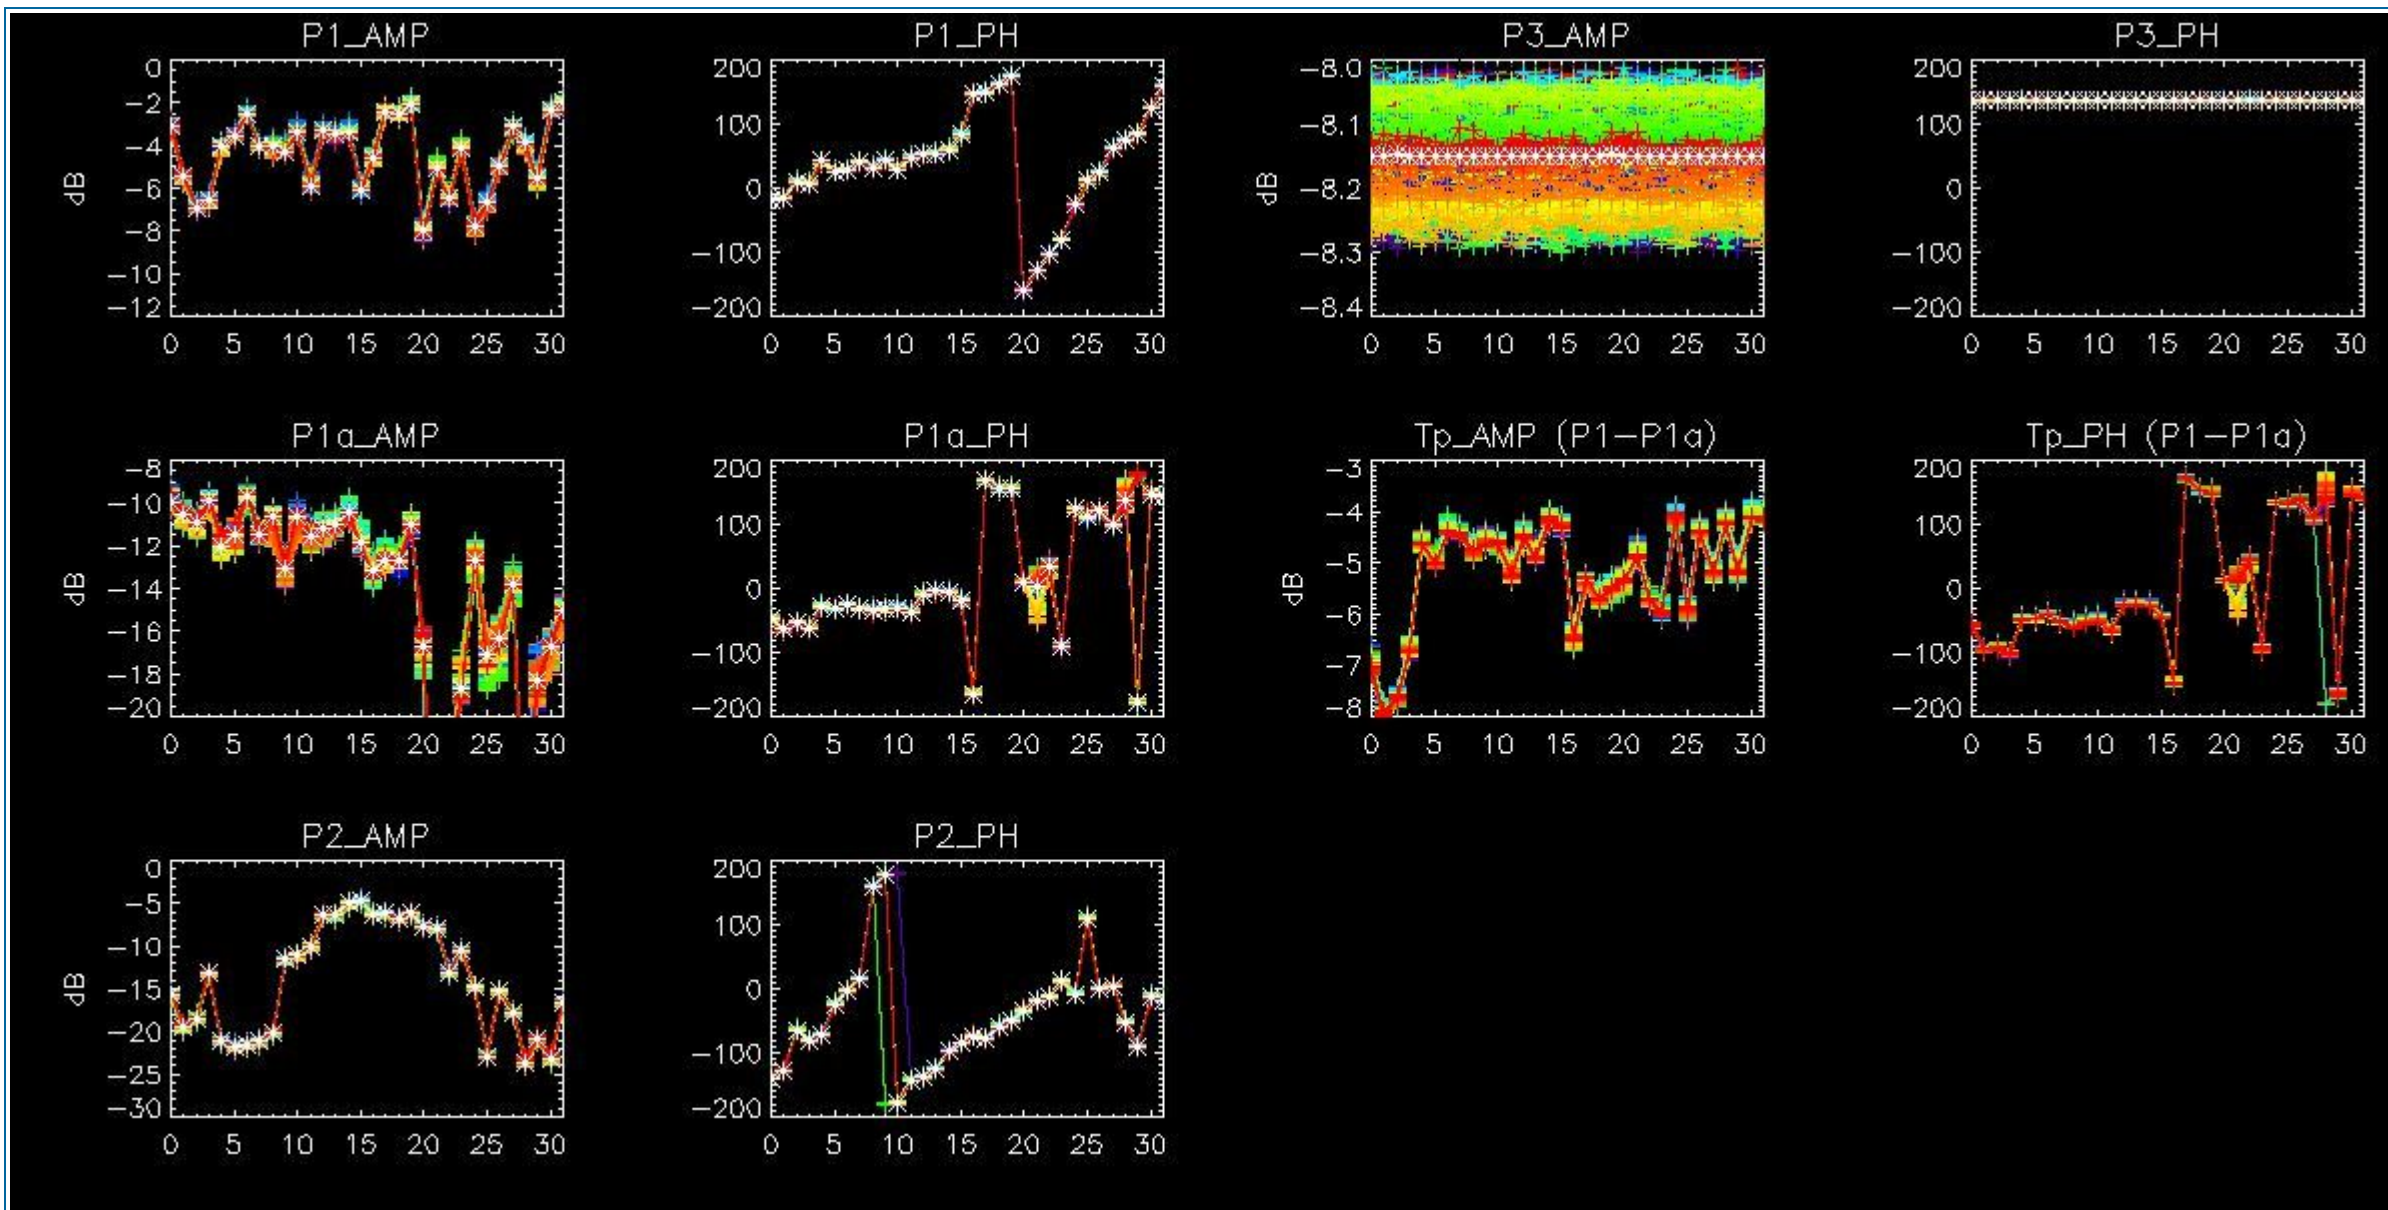 P1_AMP P1_PH P3_AMP P3_PH
0 200 -8.0 200
-2
-4 100 -8.1 100
dB -6 0 dB -8.2 0
-8
-10 -100 -8.3 -100
-12 -200 -8.4 -200
0 5 10 15 20 25 30 0 5 10 15 20 25 30 0 5 10 15 20 25 30 0 5 10 15 20 25 30
P1a_AMP P1a_PH Tp_AMP (P1-P1a) Tp_PH (P1-P1a)
-8 200 -3 200
-10 100 -4 100
-12 -5
dB -14 0 dB 0
-16 -100 -6 -100
-18 -7
-20 -200 -8 -200
0 5 10 15 20 25 30 0 5 10 15 20 25 30 0 5 10 15 20 25 30 0 5 10 15 20 25 30
P2_AMP P2_PH
0 200
-5 100
-10
dB -15 0
-20 -100
-25
-30 -200
0 5 10 15 20 25 30 0 5 10 15 20 25 30